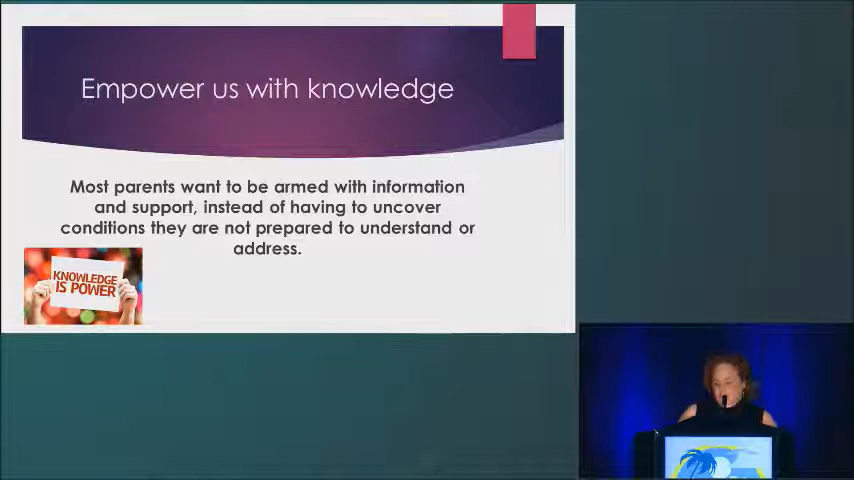 Empower us with knowledge
Most parents want to be armed with information
and support, instead of having to uncover
conditions they are not prepared to understand or
address.
KNOWLEDGE
IS POWER